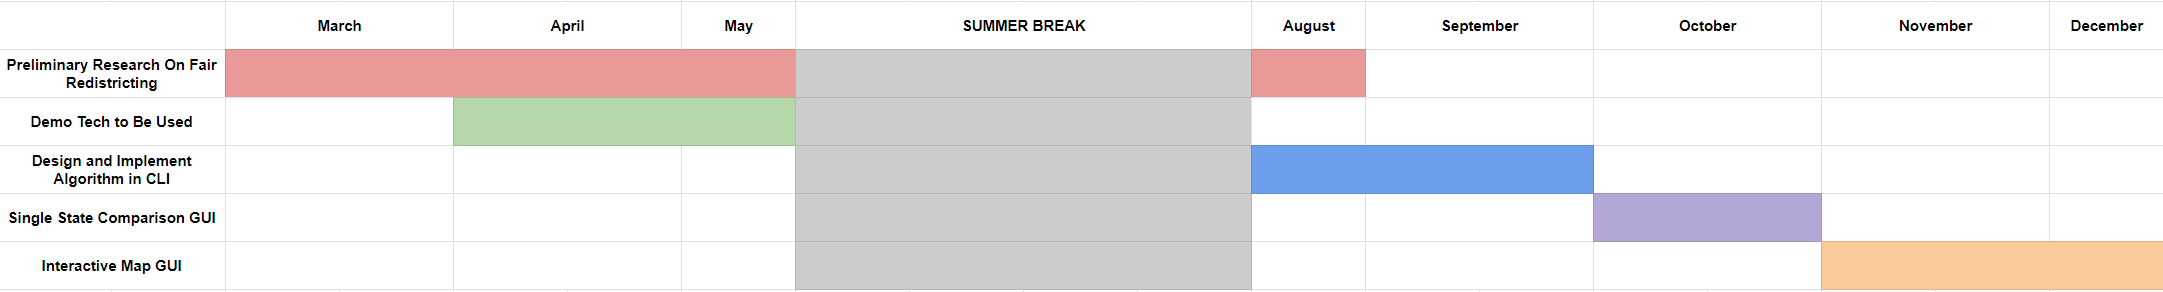 March April May SUMMER BREAK August September October November December
Preliminary Research On Fair
Redistricting
Demo Tech to Be Used
Design and Implement
Algorithm in CLI
Single State Comparison GUI
Interactive Map GUI